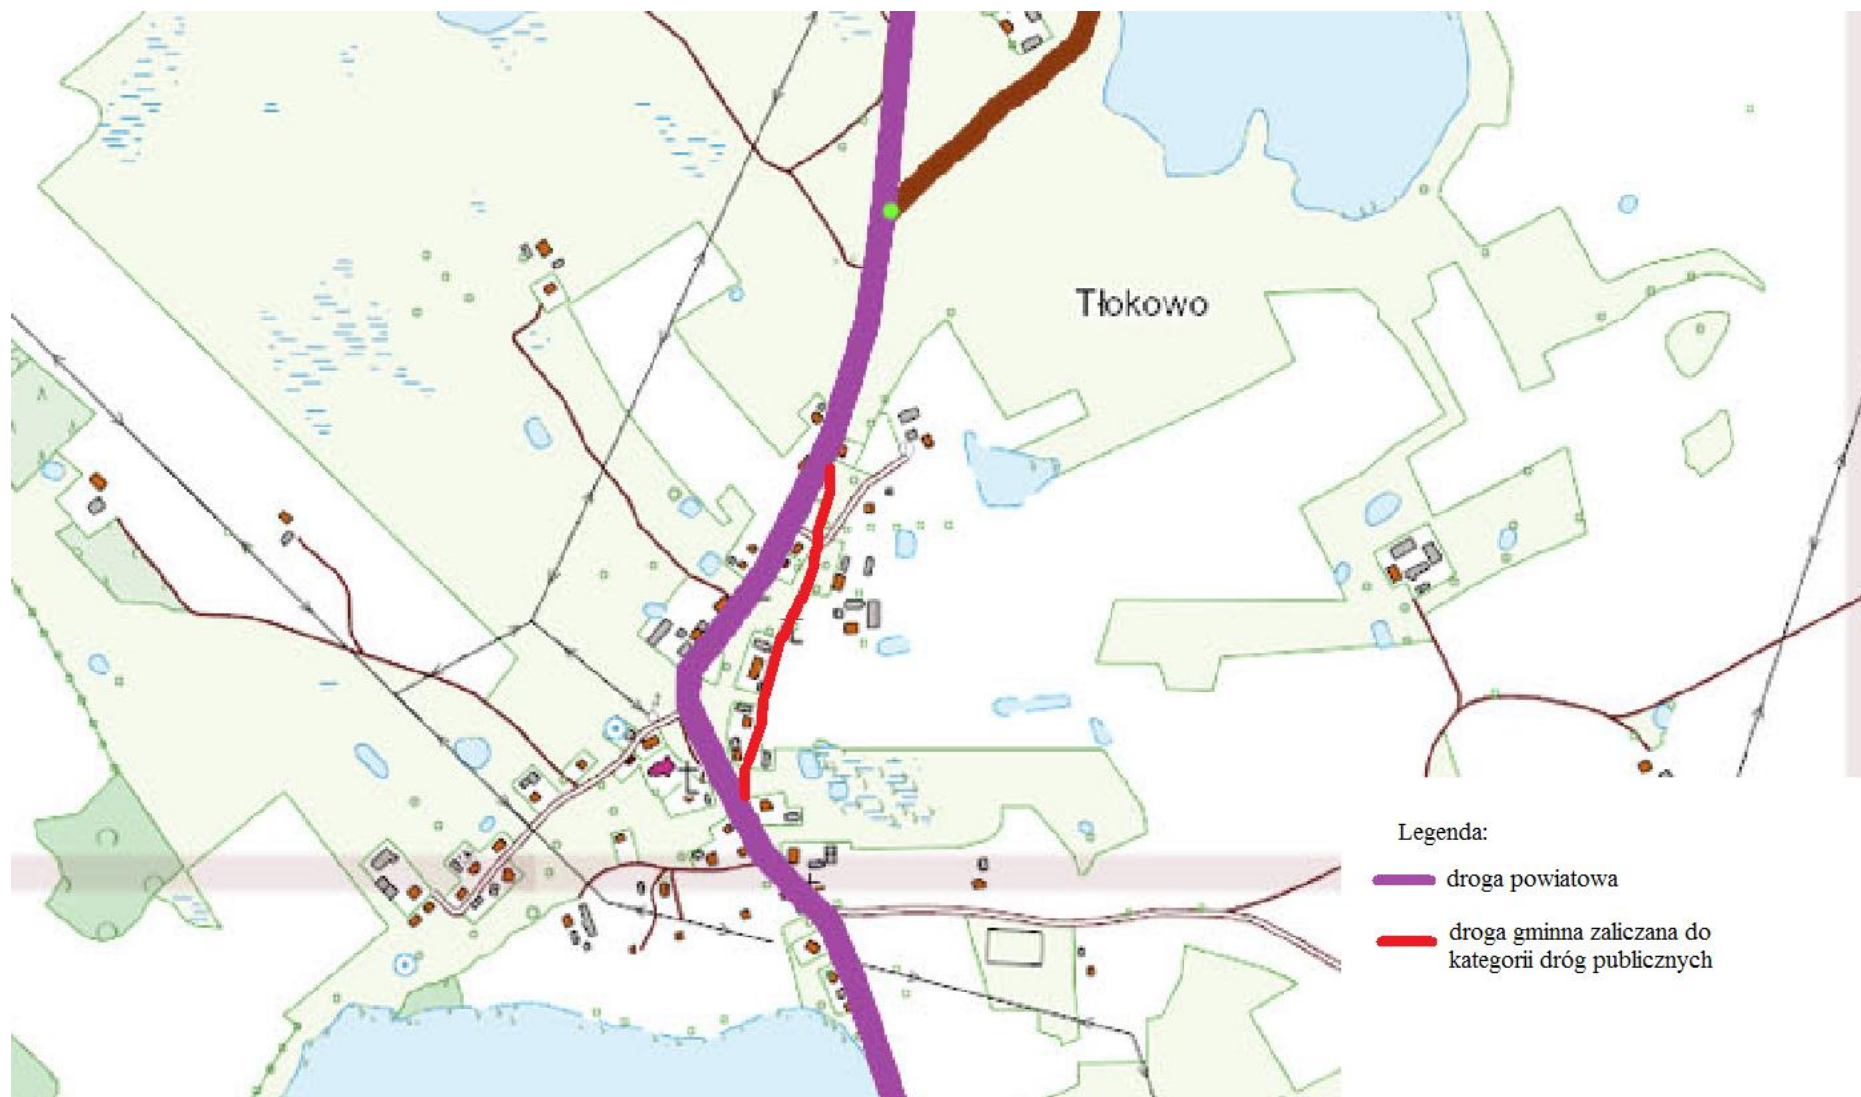 Tłokowo
Legenda:
droga powiatowa
droga gminna zaliczana do
kategorii dróg publicznych